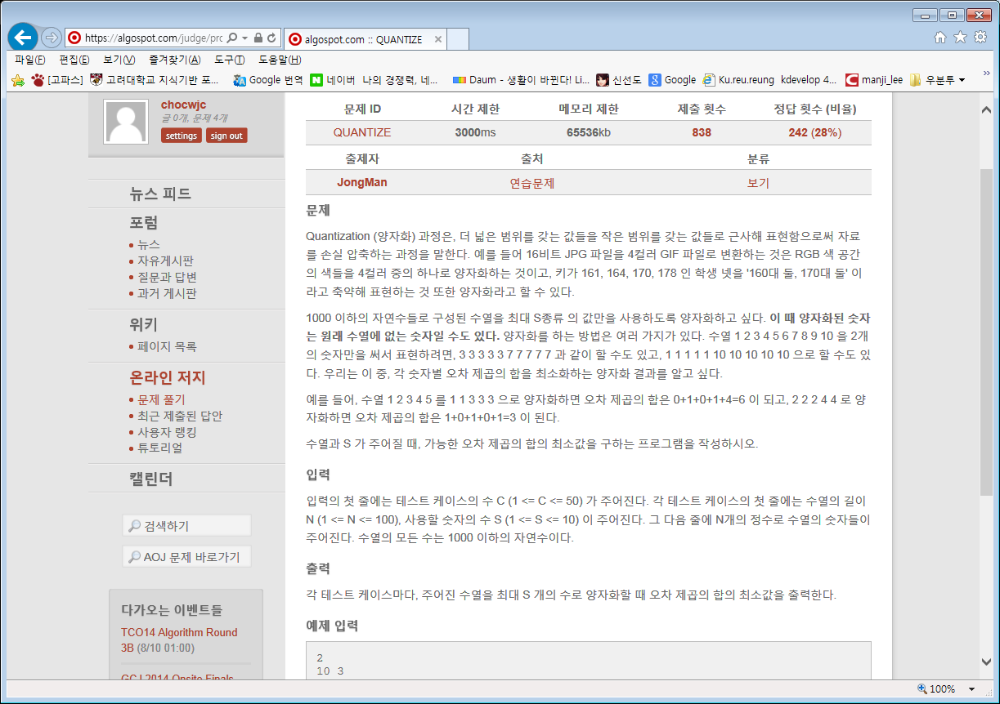 https://algospot.com/judge/prc
algospot.com :: QUANTIZE
파일(F) 편집(E) 보기(V) 즐겨찾기(A) 도구(T) 도움말(H)
[고파스] 고려대학교 지식기반 포... Google 번역 네이버 나의 경쟁력, 네... Daum - 생활이 바뀐다! Li... 신선도 Google Ku.reu.reung kdevelop 4... manji_lee 우분투
chocwjc
글 0개, 문제 4개
settings sign out
뉴스 피드
포럼
뉴스
자유게시판
질문과 답변
과거 게시판
위키
페이지 목록
온라인 저지
문제 풀기
최근 제출된 답안
사용자 랭킹
튜토리얼
캘린더
검색하기
AOJ 문제 바로가기
다가오는 이벤트들
TCO14 Algorithm Round
3B (8/10 01:00)
GCJ 2014 Onsite Finals
문제 ID 시간 제한 메모리 제한 제출 횟수 정답 횟수 (비율)
QUANTIZE 3000ms 65536kb 838 242 (28%)
출제자 출처 분류
JongMan 연습문제 보기
문제
Quantization (양자화) 과정은, 더 넓은 범위를 갖는 값들을 작은 범위를 갖는 값들로 근사해 표현함으로써 자료
를 손실 압축하는 과정을 말한다. 예를 들어 16비트 JPG 파일을 4컬러 GIF 파일로 변환하는 것은 RGB 색 공간
의 색들을 4컬러 중의 하나로 양자화하는 것이고, 키가 161, 164, 170, 178 인 학생 넷을 '160대 둘, 170대 둘' 이
라고 축약해 표현하는 것 또한 양자화라고 할 수 있다.
1000 이하의 자연수들로 구성된 수열을 최대 S종류 의 값만을 사용하도록 양자화하고 싶다. 이 때 양자화된 숫자
는 원래 수열에 없는 숫자일 수도 있다. 양자화를 하는 방법은 여러 가지가 있다. 수열 1 2 3 4 5 6 7 8 9 10 을 2개
의 숫자만을 써서 표현하려면, 3 3 3 3 3 7 7 7 7 7 과 같이 할 수도 있고, 1 1 1 1 1 10 10 10 10 10 으로 할 수도 있
다. 우리는 이 중, 각 숫자별 오차 제곱의 합을 최소화하는 양자화 결과를 알고 싶다.
예를 들어, 수열 1 2 3 4 5 를 1 1 3 3 3 으로 양자화하면 오차 제곱의 합은 0+1+0+1+4=6 이 되고, 2 2 2 4 4 로 양
자화하면 오차 제곱의 합은 1+0+1+0+1=3 이 된다.
수열과 S 가 주어질 때, 가능한 오차 제곱의 합의 최소값을 구하는 프로그램을 작성하시오.
입력
입력의 첫 줄에는 테스트 케이스의 수 C (1 <= C <= 50) 가 주어진다. 각 테스트 케이스의 첫 줄에는 수열의 길이
N (1 <= N <= 100), 사용할 숫자의 수 S (1 <= S <= 10) 이 주어진다. 그 다음 줄에 N개의 정수로 수열의 숫자들이
주어진다. 수열의 모든 수는 1000 이하의 자연수이다.
출력
각 테스트 케이스마다, 주어진 수열을 최대 S 개의 수로 양자화할 때 오차 제곱의 합의 최소값을 출력한다.
예제 입력
2
10 3
100%